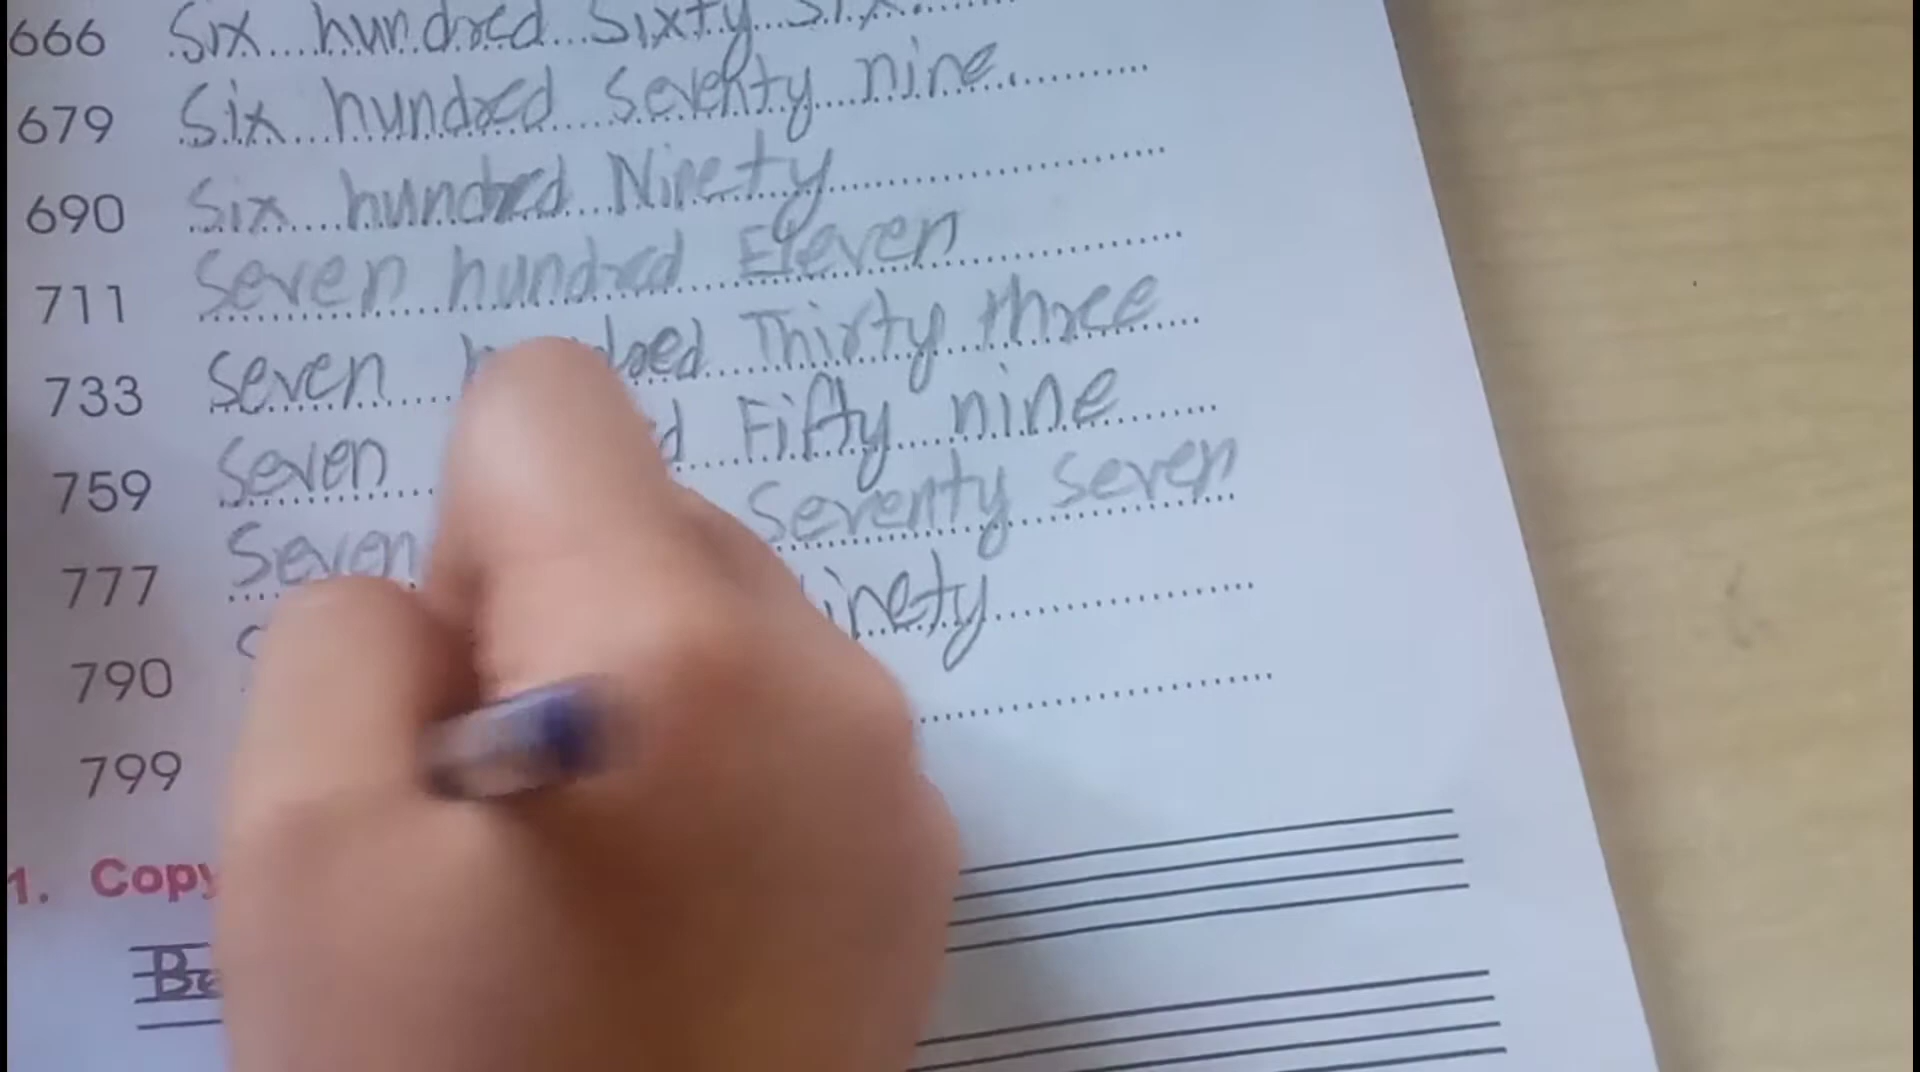 666 Six hundred Sixty Six
679 Six hundred Seventy nine
690 Six hundred Ninety
711 Seven hundred Eleven
733 Seven Thirty three
759 Seven Fifty nine
777 Seven Seventy seven
790
799
1. Copy